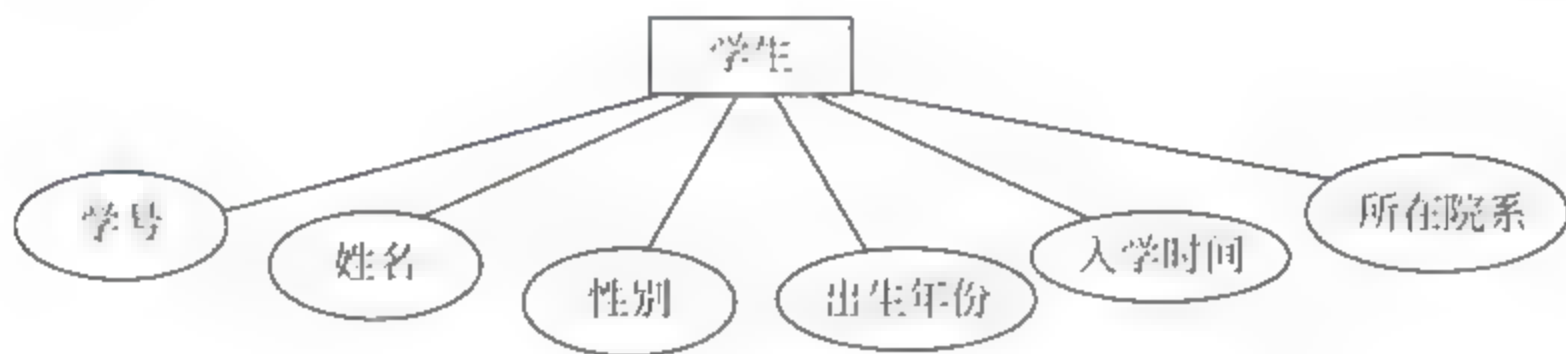 学生
学号
姓名
性别
出生年份
入学时间
所在院系